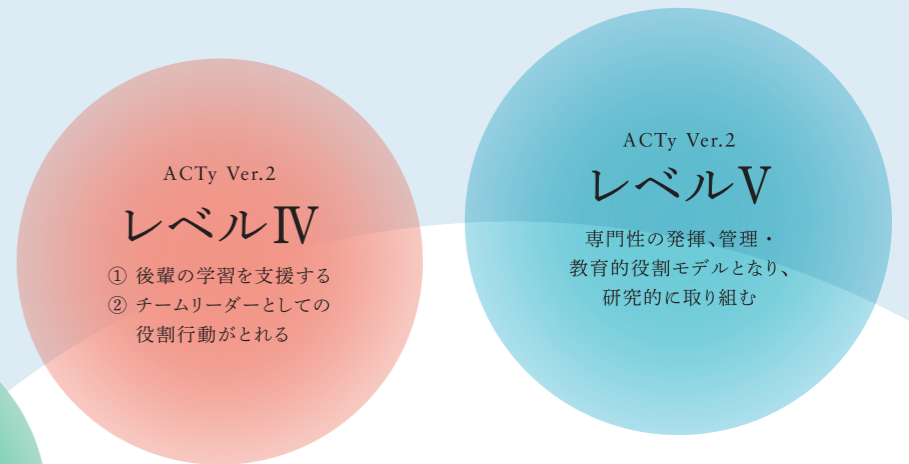 ACTy Ver.2
レベルⅣ
① 後輩の学習を支援する
② チームリーダーとしての
役割行動がとれる
ACTy Ver.2
レベルⅤ
専門性の発揮、管理・
教育的役割モデルとなり、
研究的に取り組む